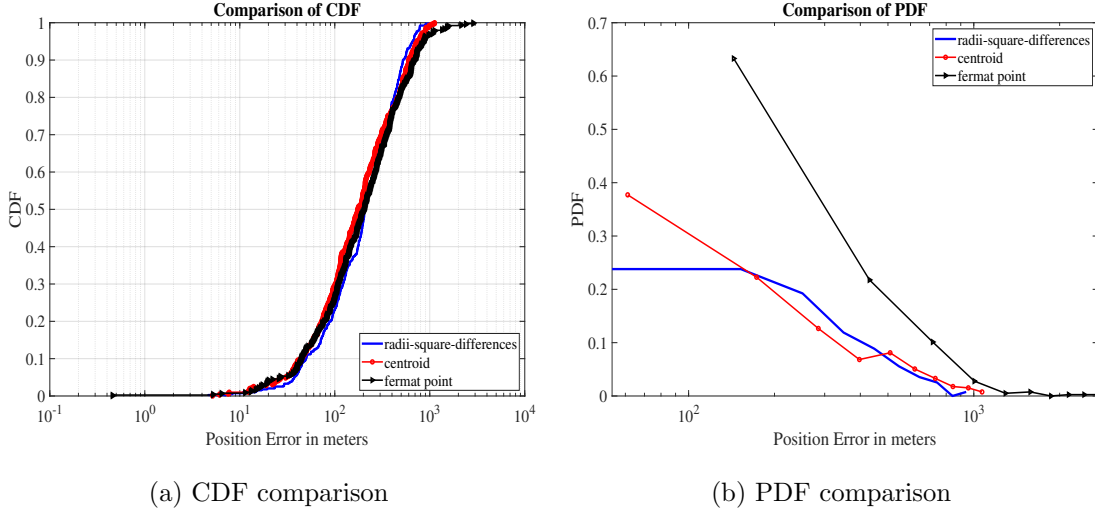 Comparison of CDF
1
0.9
0.8
0.7
0.6
0.5
0.4
0.3
0.2
0.1
0
CDF
radii-square-differences
centroid
fermat point
10^-1 10^0 10^1 10^2 10^3 10^4
Position Error in meters
(a) CDF comparison
Comparison of PDF
0.7
0.6
0.5
0.4
0.3
0.2
0.1
0
PDF
radii-square-differences
centroid
fermat point
10^2 10^3
Position Error in meters
(b) PDF comparison